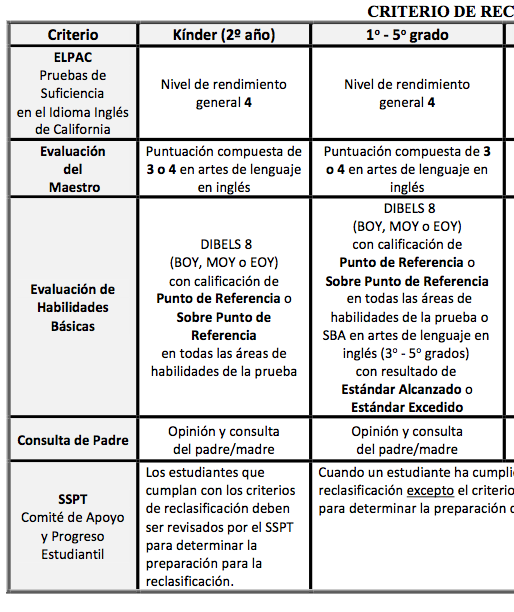 CRITERIO DE REC
Criterio
Kínder (2º año)
1º - 5º grado
ELPAC
Pruebas de
Suficiencia
en el Idioma Inglés
de California
Nivel de rendimiento
general 4
Nivel de rendimiento
general 4
Evaluación
del
Maestro
Puntuación compuesta de
3 o 4 en artes de lenguaje
en inglés
Puntuación compuesta de 3
o 4 en artes de lenguaje en
inglés
Evaluación de
Habilidades
Básicas
DIBELS 8
(BOY, MOY o EOY)
con calificación de
Punto de Referencia o
Sobre Punto de
Referencia
en todas las áreas de
habilidades de la prueba
DIBELS 8
(BOY, MOY o EOY)
con calificación de
Punto de Referencia o
Sobre Punto de Referencia
en todas las áreas de
habilidades de la prueba o
SBA en artes de lenguaje en
inglés (3º - 5º grados)
con resultado de
Estándar Alcanzado o
Estándar Excedido
Consulta de Padre
Opinión y consulta
del padre/madre
Opinión y consulta
del padre/madre
SSPT
Comité de Apoyo
y Progreso
Estudiantil
Los estudiantes que
cumplan con los criterios
de reclasificación deben
ser revisados por el SSPT
para determinar la
preparación para la
reclasificación.
Cuando un estudiante ha cumpli
reclasificación excepto el criterio
para determinar la preparación